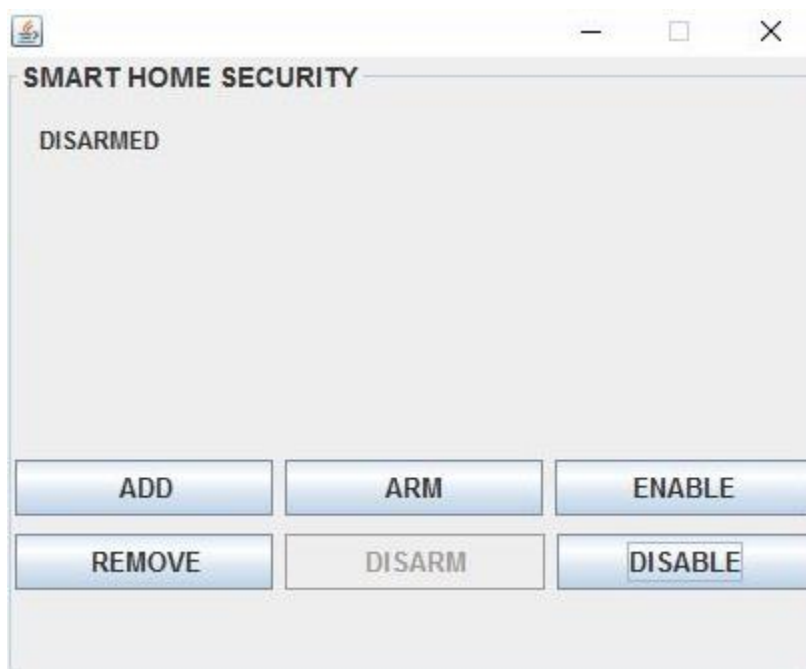 SMART HOME SECURITY
DISARMED
ADD ARM ENABLE
REMOVE DISARM DISABLE